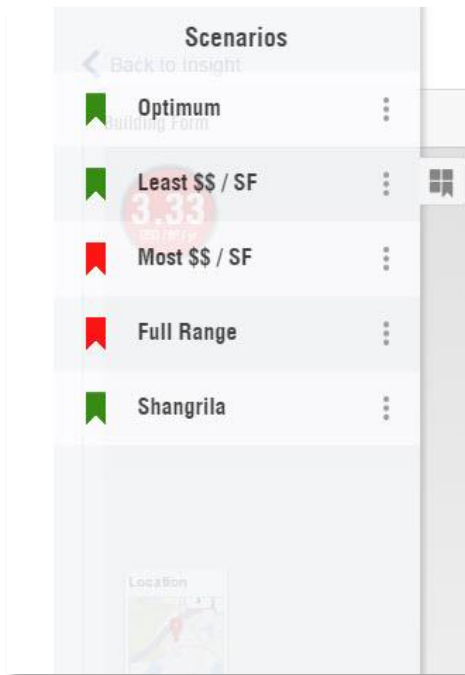 Scenarios
Back to Insight
Optimum
Building Form
Least $$ / SF
3.33
Most $$ / SF
Full Range
Shangrila
Location